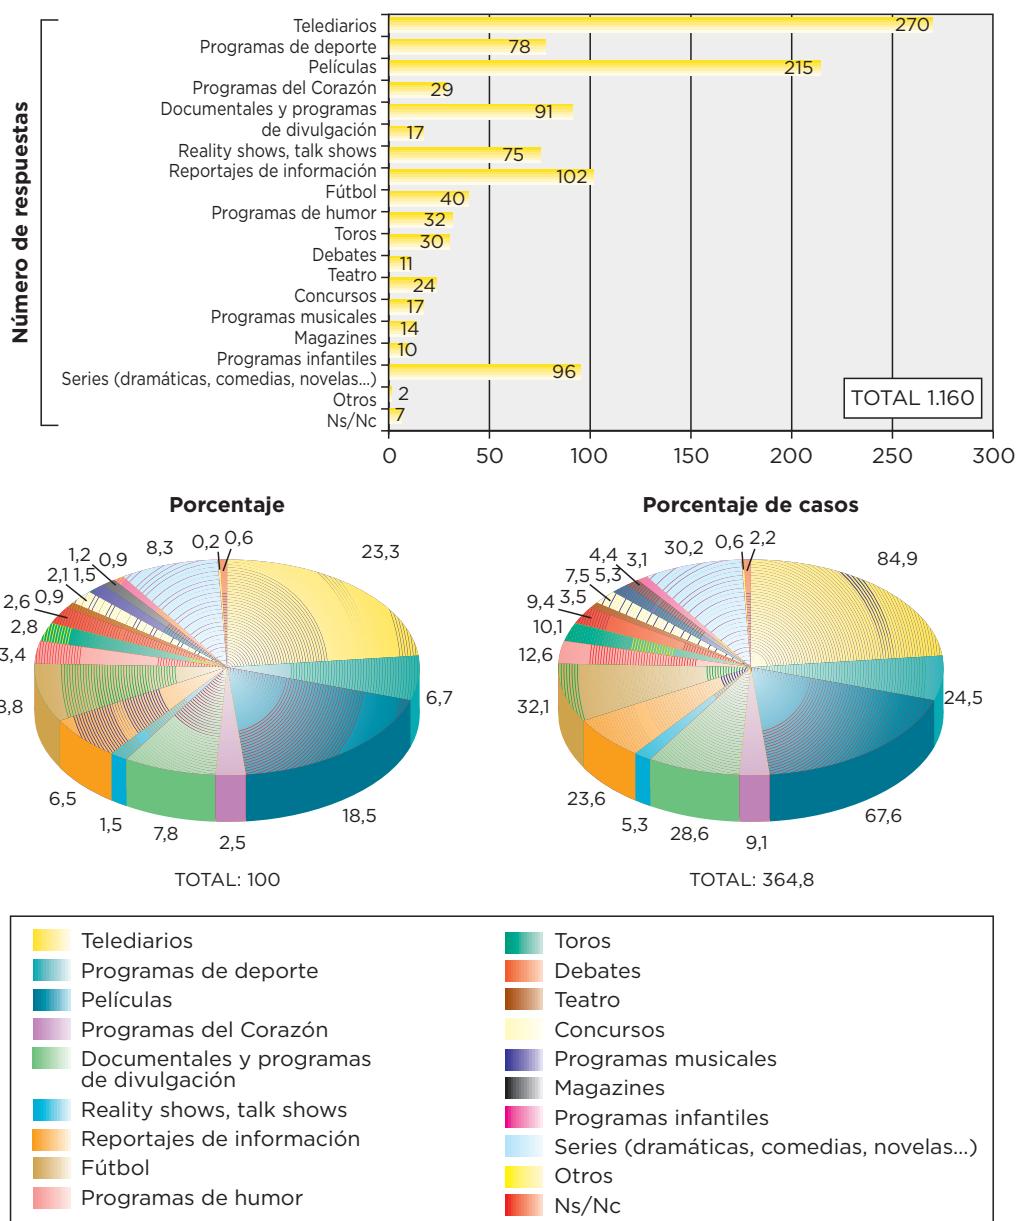 Número de respuestas
Telediarios 270
Programas de deporte 78
Películas 215
Programas del Corazón 29
Documentales y programas 91
de divulgación 17
Reality shows, talk shows 75
Reportajes de información 102
Fútbol 40
Programas de humor 32
Toros 30
Debates 11
Teatro 24
Concursos 17
Programas musicales 14
Magazines 10
Programas infantiles
Series (dramáticas, comedias, novelas...) 96
Otros 2
Ns/Nc 7
TOTAL 1.160
0 50 100 150 200 250 300
Porcentaje
23,3
6,7
18,5
2,5
7,8
1,5
6,5
8,8
3,4
2,8
2,6
0,9
2,1
1,5
1,2
0,9
8,3
0,2
0,6
TOTAL: 100
Porcentaje de casos
84,9
24,5
67,6
9,1
28,6
5,3
23,6
32,1
12,6
10,1
9,4
3,5
7,5
5,3
4,4
3,1
30,2
0,6
2,2
TOTAL: 364,8
Telediarios
Programas de deporte
Películas
Programas del Corazón
Documentales y programas
de divulgación
Reality shows, talk shows
Reportajes de información
Fútbol
Programas de humor
Toros
Debates
Teatro
Concursos
Programas musicales
Magazines
Programas infantiles
Series (dramáticas, comedias, novelas...)
Otros
Ns/Nc